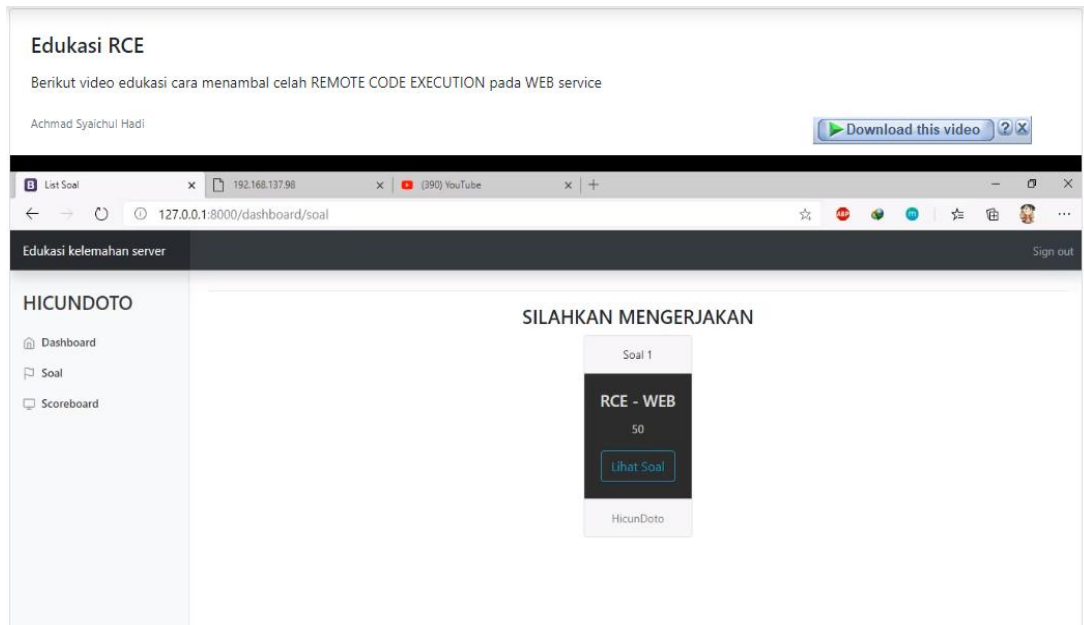 Edukasi RCE
Berikut video edukasi cara menambal celah REMOTE CODE EXECUTION pada WEB service
Achmad Syaichul Hadi
Download this video ? X
List Soal
192.168.137.98
(390) YouTube
127.0.0.1:8000/dashboard/soal
Edukasi kelemahan server
Sign out
HICUNDOTO
Dashboard
Soal
Scoreboard
SILAHKAN MENGERJAKAN
Soal 1
RCE - WEB
50
Lihat Soal
HicunDoto